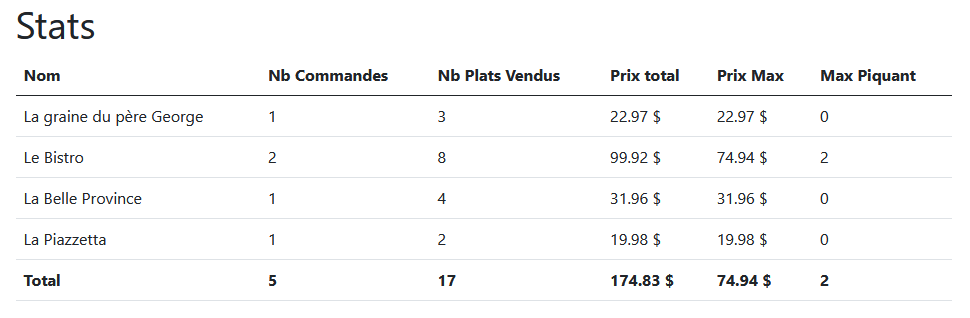 Stats
Nom Nb Commandes Nb Plats Vendus Prix total Prix Max Max Piquant
La graine du père George 1 3 22.97 $ 22.97 $ 0
Le Bistro 2 8 99.92 $ 74.94 $ 2
La Belle Province 1 4 31.96 $ 31.96 $ 0
La Piazzetta 1 2 19.98 $ 19.98 $ 0
Total 5 17 174.83 $ 74.94 $ 2